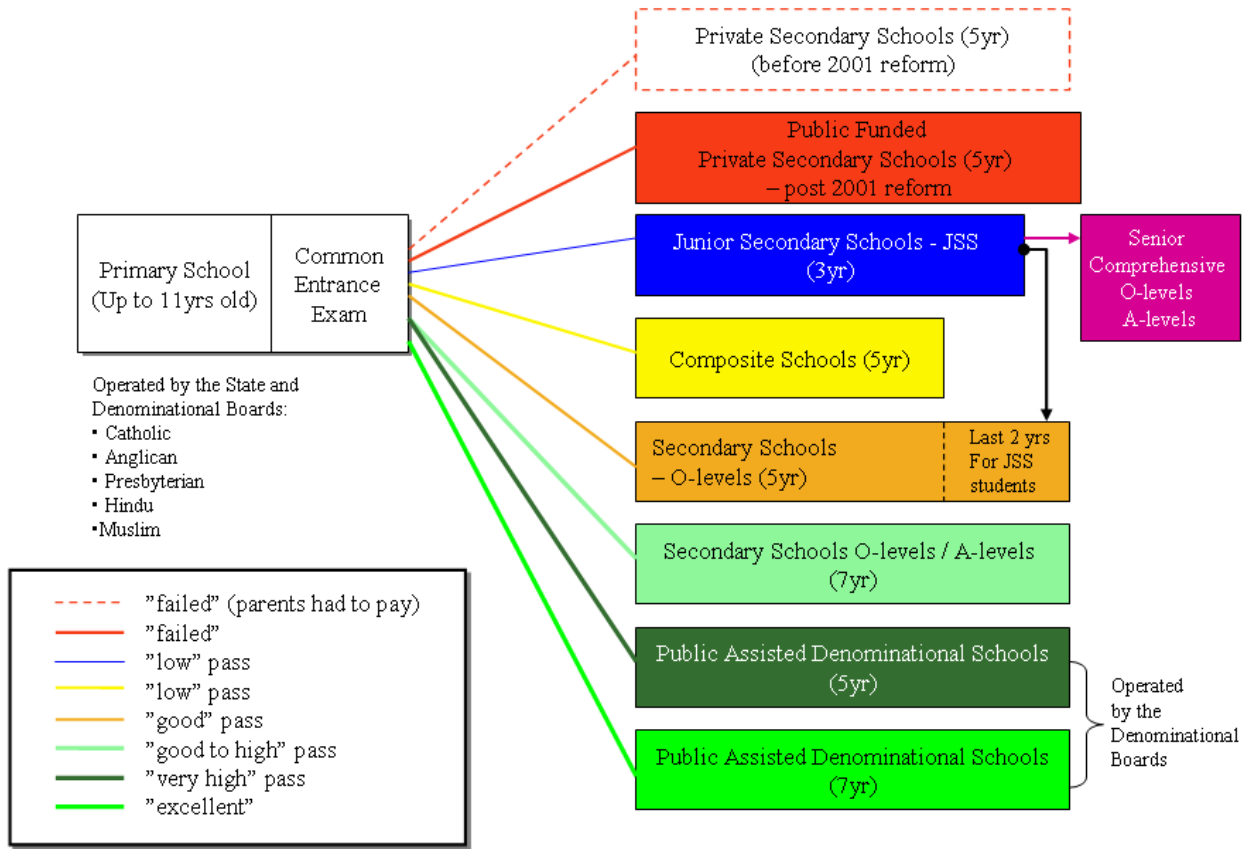 Private Secondary Schools (5yr)
(before 2001 reform)
Public Funded
Private Secondary Schools (5yr)
– post 2001 reform
Primary School
(Up to 11yrs old)
Common
Entrance
Exam
Junior Secondary Schools - JSS
(3yr)
Senior
Comprehensive
O-levels
A-levels
Composite Schools (5yr)
Operated by the State and
Denominational Boards:
▪ Catholic
▪ Anglican
▪ Presbyterian
▪ Hindu
▪Muslim
Secondary Schools
– O-levels (5yr)
Last 2 yrs
For JSS
students
Secondary Schools O-levels / A-levels
(7yr)
Public Assisted Denominational Schools
(5yr)
Public Assisted Denominational Schools
(7yr)
Operated
by the
Denominational
Boards
”failed” (parents had to pay)
”failed”
”low” pass
”low” pass
”good” pass
”good to high” pass
”very high” pass
”excellent”